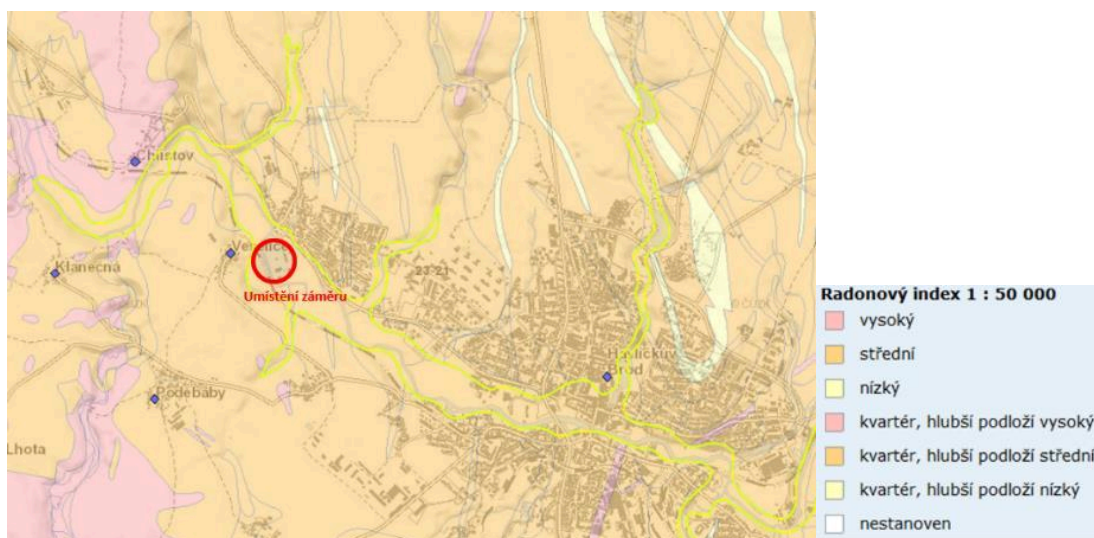 Chlistov
Klanečná
Umístění záměru
23-21
Havlíčkův
Brod
Poděbaby
Lhota
Radonový index 1 : 50 000
vysoký
střední
nízký
kvartér, hlubší podloží vysoký
kvartér, hlubší podloží střední
kvartér, hlubší podloží nízký
nestanoven